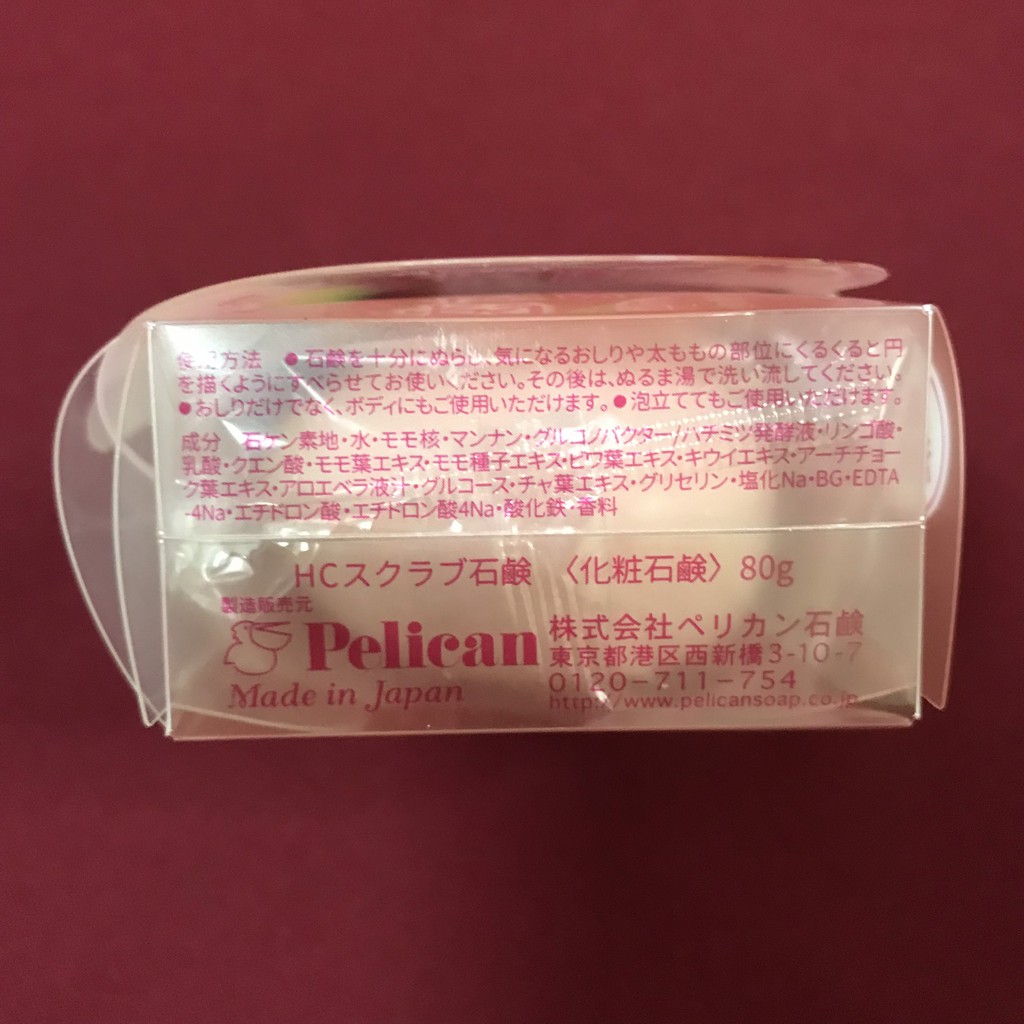 使用方法 ●石鹸を十分にぬらし、気になるおしりや太ももの部位にくるくると円
を描くようにすべらせてお使いください。その後は、ぬるま湯で洗い流してください。
●おしりだけでなく、ボディにもご使用いただけます。●泡立ててもご使用いただけます。
成分 石ケン素地・水・モモ核・マンナン・グルコノバクター/ハチミツ発酵液・リンゴ酸・
乳酸・クエン酸・モモ葉エキス・モモ種子エキス・ビワ葉エキス・キウイエキス・アーチチョー
ク葉エキス・アロエベラ液汁・グルコース・チャ葉エキス・グリセリン・塩化Na・BG・EDTA
-4Na・エチドロン酸・エチドロン酸4Na・酸化鉄・香料
HCスクラブ石鹸 〈化粧石鹸〉 80g
製造販売元
Pelican
Made in Japan
株式会社ペリカン石鹸
東京都港区西新橋3-10-7
0120-711-754
http://www.pelicansoap.co.jp